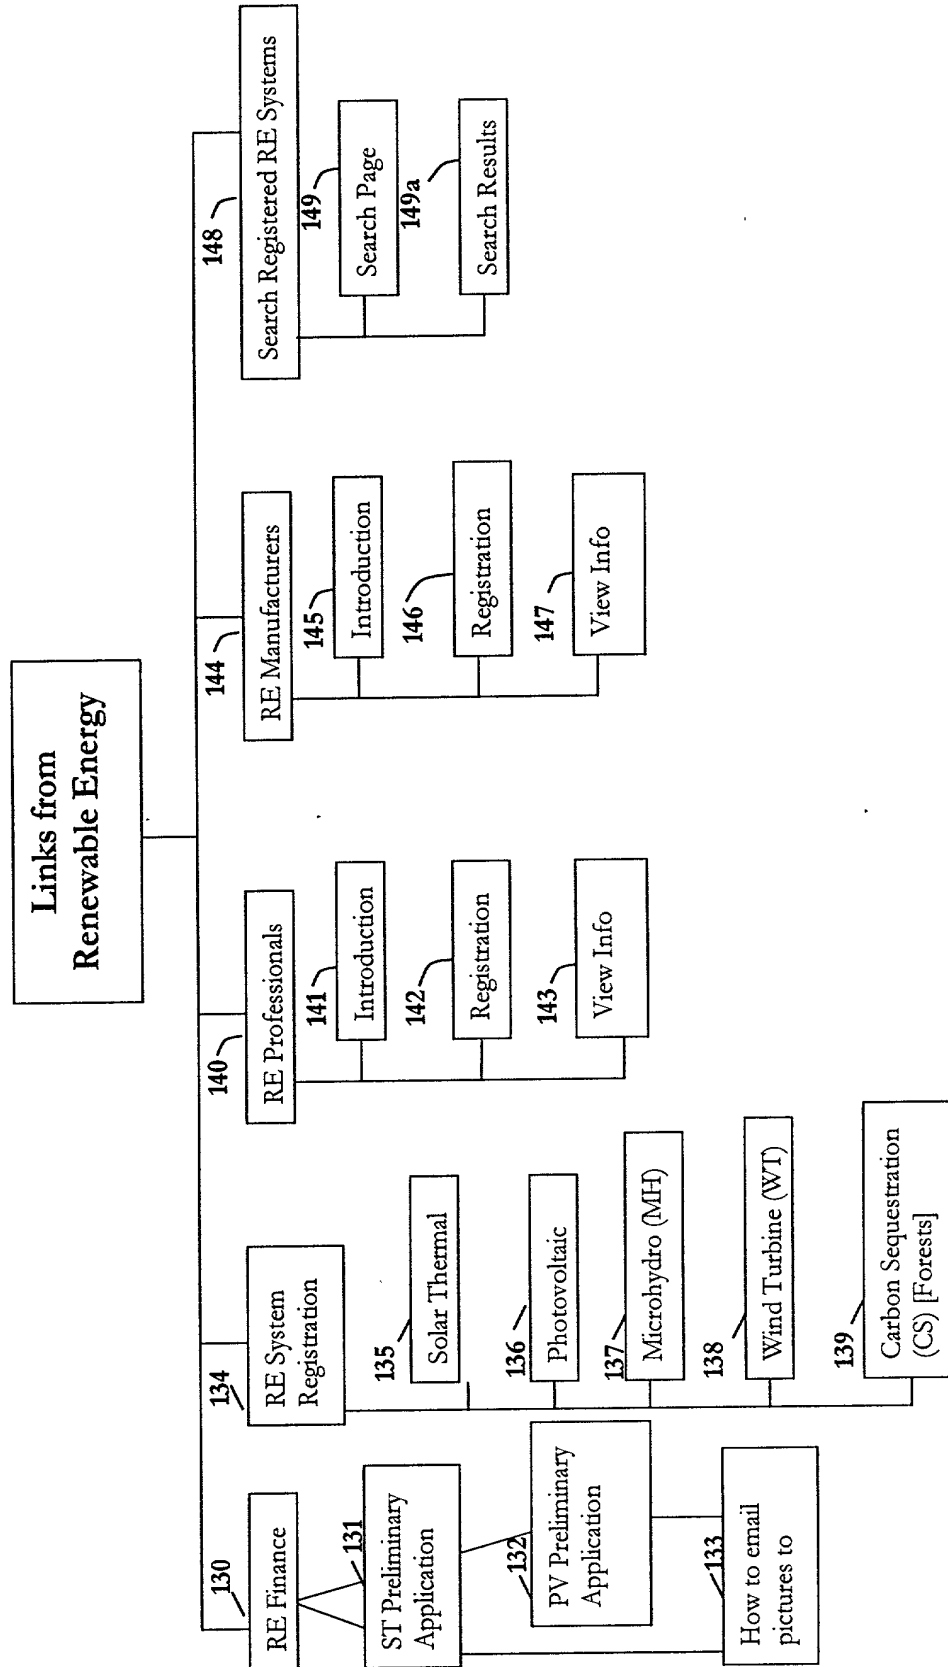 Links from
Renewable Energy
130
RE Finance
131
ST Preliminary
Application
132
PV Preliminary
Application
133
How to email
pictures to
134
RE System
Registration
135
Solar Thermal
136
Photovoltaic
137
Microhydro (MH)
138
Wind Turbine (WT)
139
Carbon Sequestration
(CS) [Forests]
140
RE Professionals
141
Introduction
142
Registration
143
View Info
144
RE Manufacturers
145
Introduction
146
Registration
147
View Info
148
Search Registered RE Systems
149
Search Page
149a
Search Results